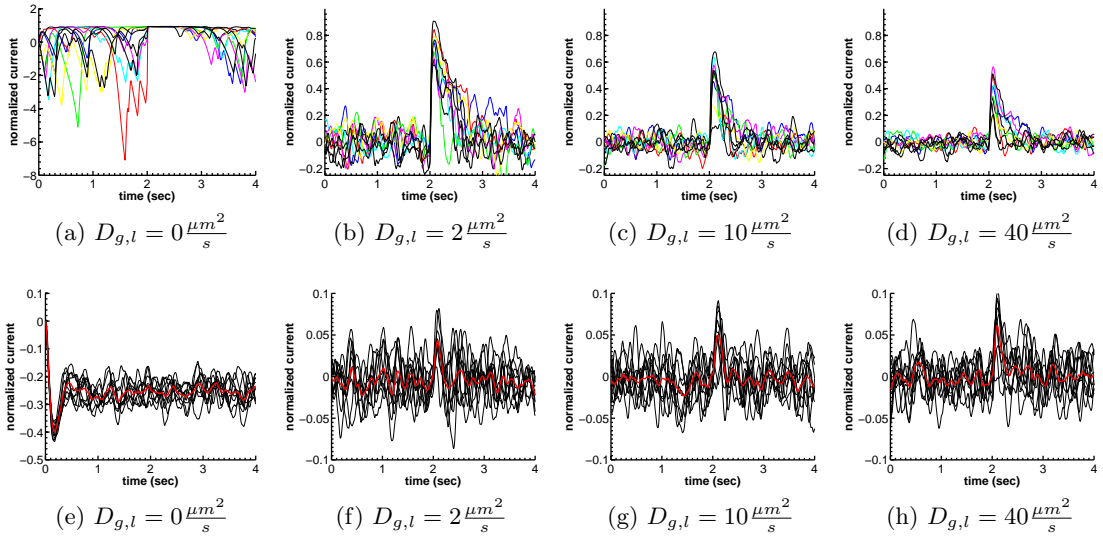 2
0
−2
−4
−6
−8
0 1 2 3 4
normalized current
time (sec)
(a) D_{g,l} = 0 μm²/s
0.8
0.6
0.4
0.2
0
−0.2
0 1 2 3 4
normalized current
time (sec)
(b) D_{g,l} = 2 μm²/s
0.8
0.6
0.4
0.2
0
−0.2
0 1 2 3 4
normalized current
time (sec)
(c) D_{g,l} = 10 μm²/s
0.8
0.6
0.4
0.2
0
−0.2
0 1 2 3 4
normalized current
time (sec)
(d) D_{g,l} = 40 μm²/s
0.1
0
−0.1
−0.2
−0.3
−0.4
−0.5
0 1 2 3 4
normalized current
time (sec)
(e) D_{g,l} = 0 μm²/s
0.1
0.05
0
−0.05
−0.1
0 1 2 3 4
normalized current
time (sec)
(f) D_{g,l} = 2 μm²/s
0.1
0.05
0
−0.05
−0.1
0 1 2 3 4
normalized current
time (sec)
(g) D_{g,l} = 10 μm²/s
0.1
0.05
0
−0.05
−0.1
0 1 2 3 4
normalized current
time (sec)
(h) D_{g,l} = 40 μm²/s